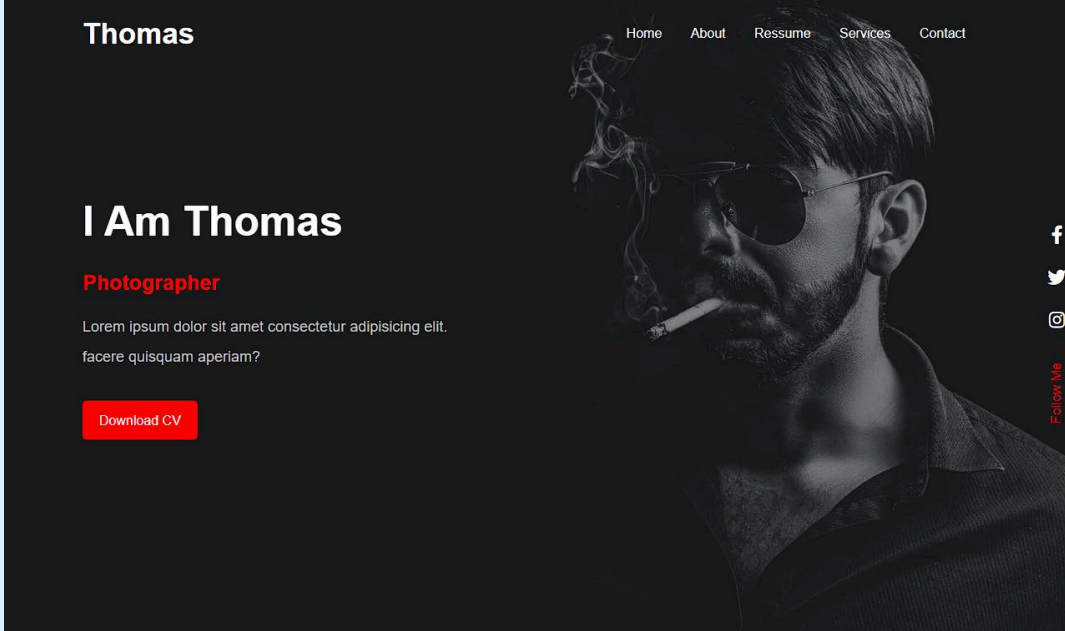 Thomas
Home About Ressume Services Contact
I Am Thomas
Photographer
Lorem ipsum dolor sit amet consectetur adipisicing elit.
facere quisquam aperiam?
Download CV
Follow Me